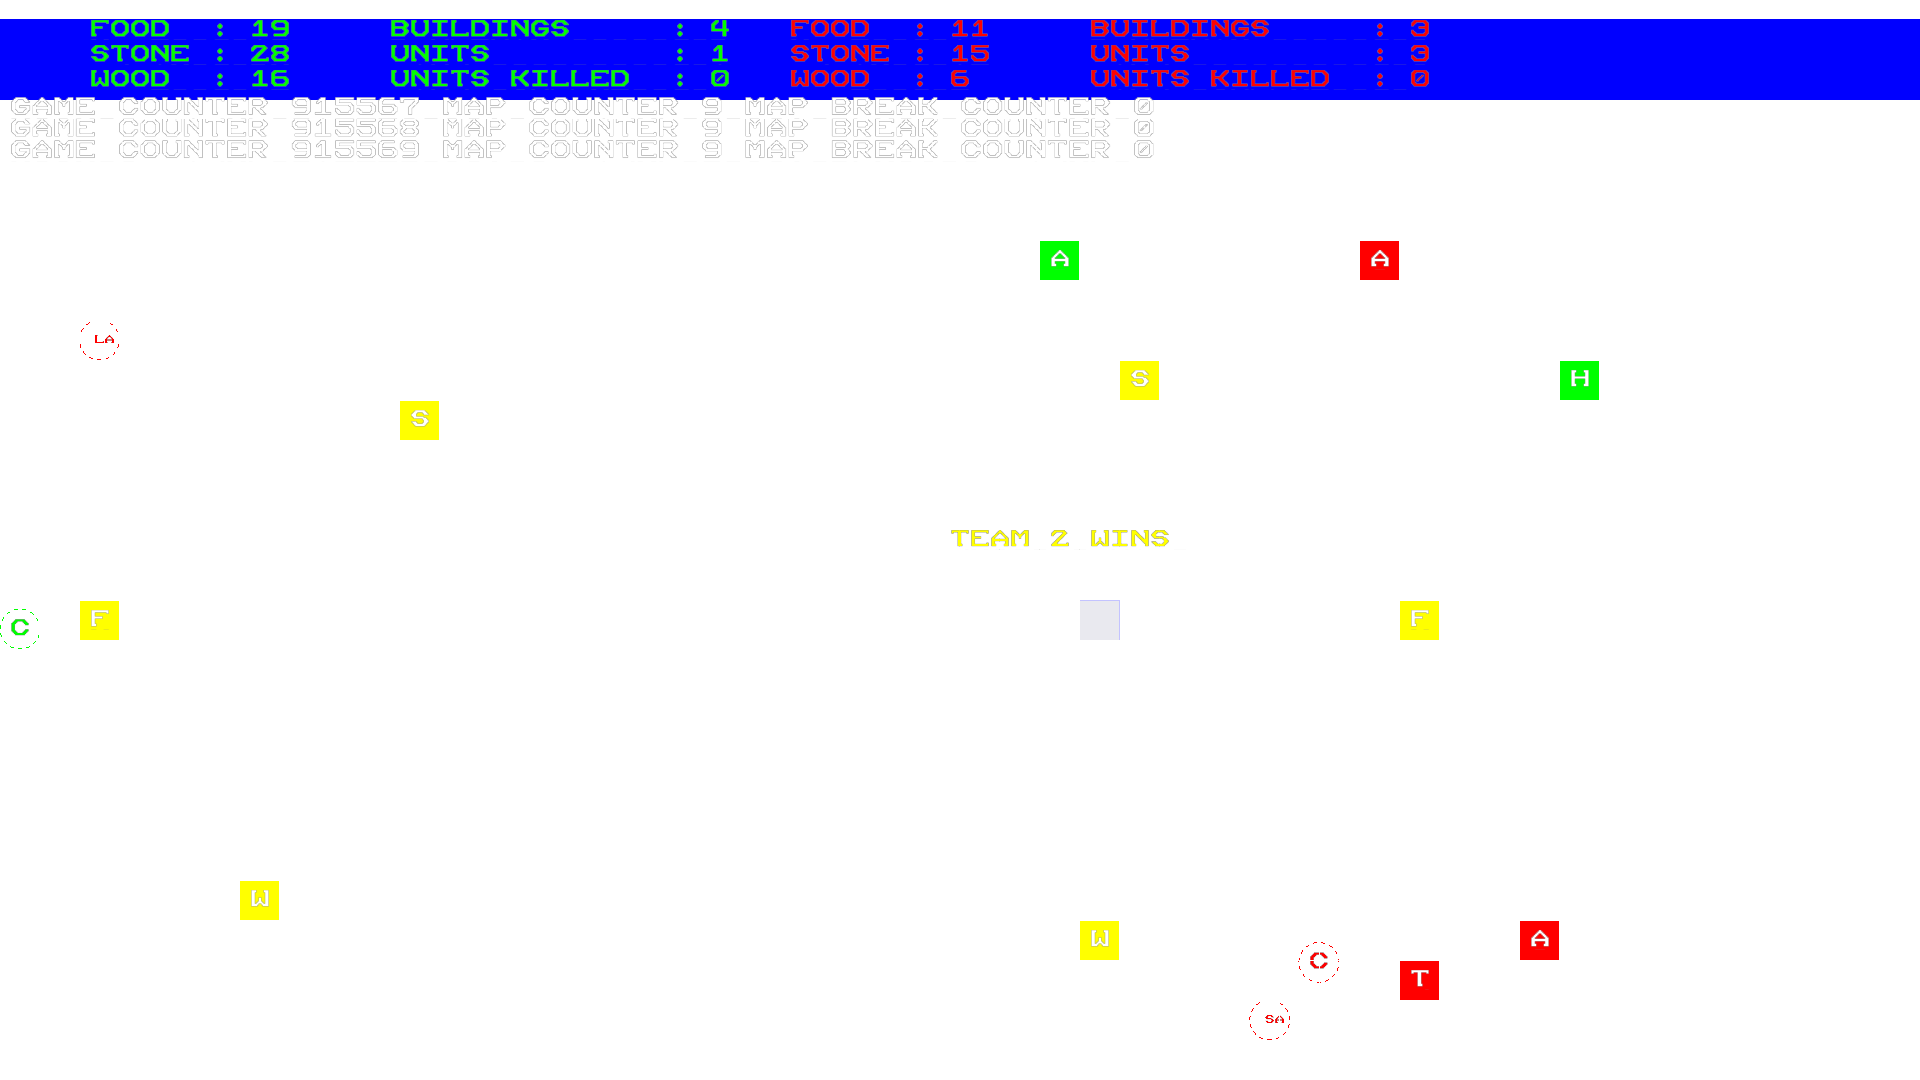 FOOD : 19 BUILDINGS : 4 FOOD : 11 BUILDINGS : 3
STONE : 28 UNITS : 1 STONE : 15 UNITS : 3
WOOD : 16 UNITS KILLED : 0 WOOD : 6 UNITS KILLED : 0
GAME COUNTER 915567 MAP COUNTER 9 MAP BREAK COUNTER 0
GAME COUNTER 915568 MAP COUNTER 9 MAP BREAK COUNTER 0
GAME COUNTER 915569 MAP COUNTER 9 MAP BREAK COUNTER 0
A A
LA
S H
S
TEAM 2 WINS
C F F
W
W A
C
T
SA